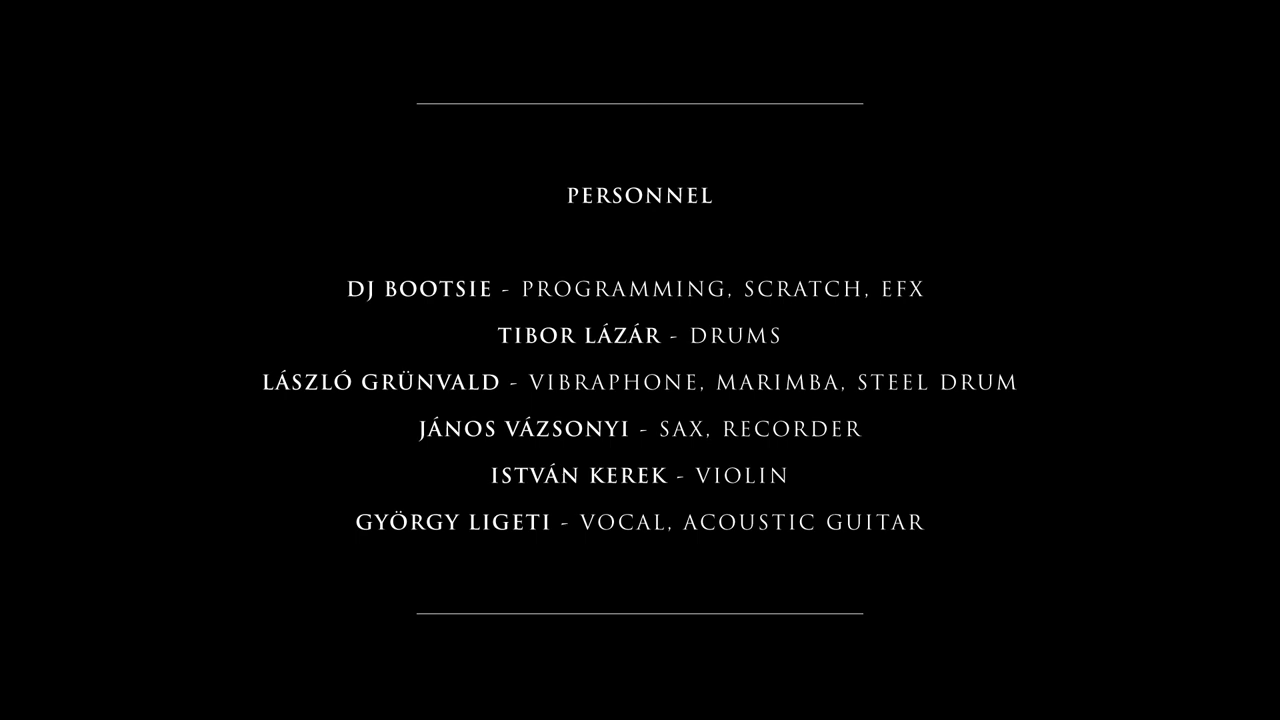 PERSONNEL
DJ BOOTSIE - PROGRAMMING, SCRATCH, EFX
TIBOR LÁZÁR - DRUMS
LÁSZLÓ GRÜNVALD - VIBRAPHONE, MARIMBA, STEEL DRUM
JÁNOS VÁZSONYI - SAX, RECORDER
ISTVÁN KEREK - VIOLIN
GYÖRGY LIGETI - VOCAL, ACOUSTIC GUITAR